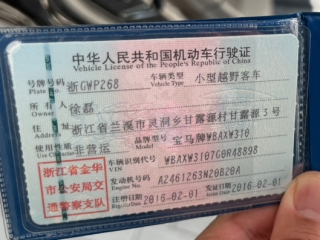 中华人民共和国机动车行驶证
Vehicle License of the People's Republic of China
号牌号码 浙GWP268 车辆类型 小型越野客车
Plate No. Vehicle Type
所有人 徐磊
Owner
住址 浙江省兰溪市灵洞乡甘露源村甘露源5号
Address
使用性质 非营运 品牌型号 宝马牌WBAXW310
Use Character Model
浙江省金华
市公安局交
通警察支队
车辆识别代号 WBAXW3107G0R48898
VIN
发动机号码 A2461263N20B20A
Engine No.
注册日期 2016-02-01 发证日期 2016-02-01
Register Date Issue Date